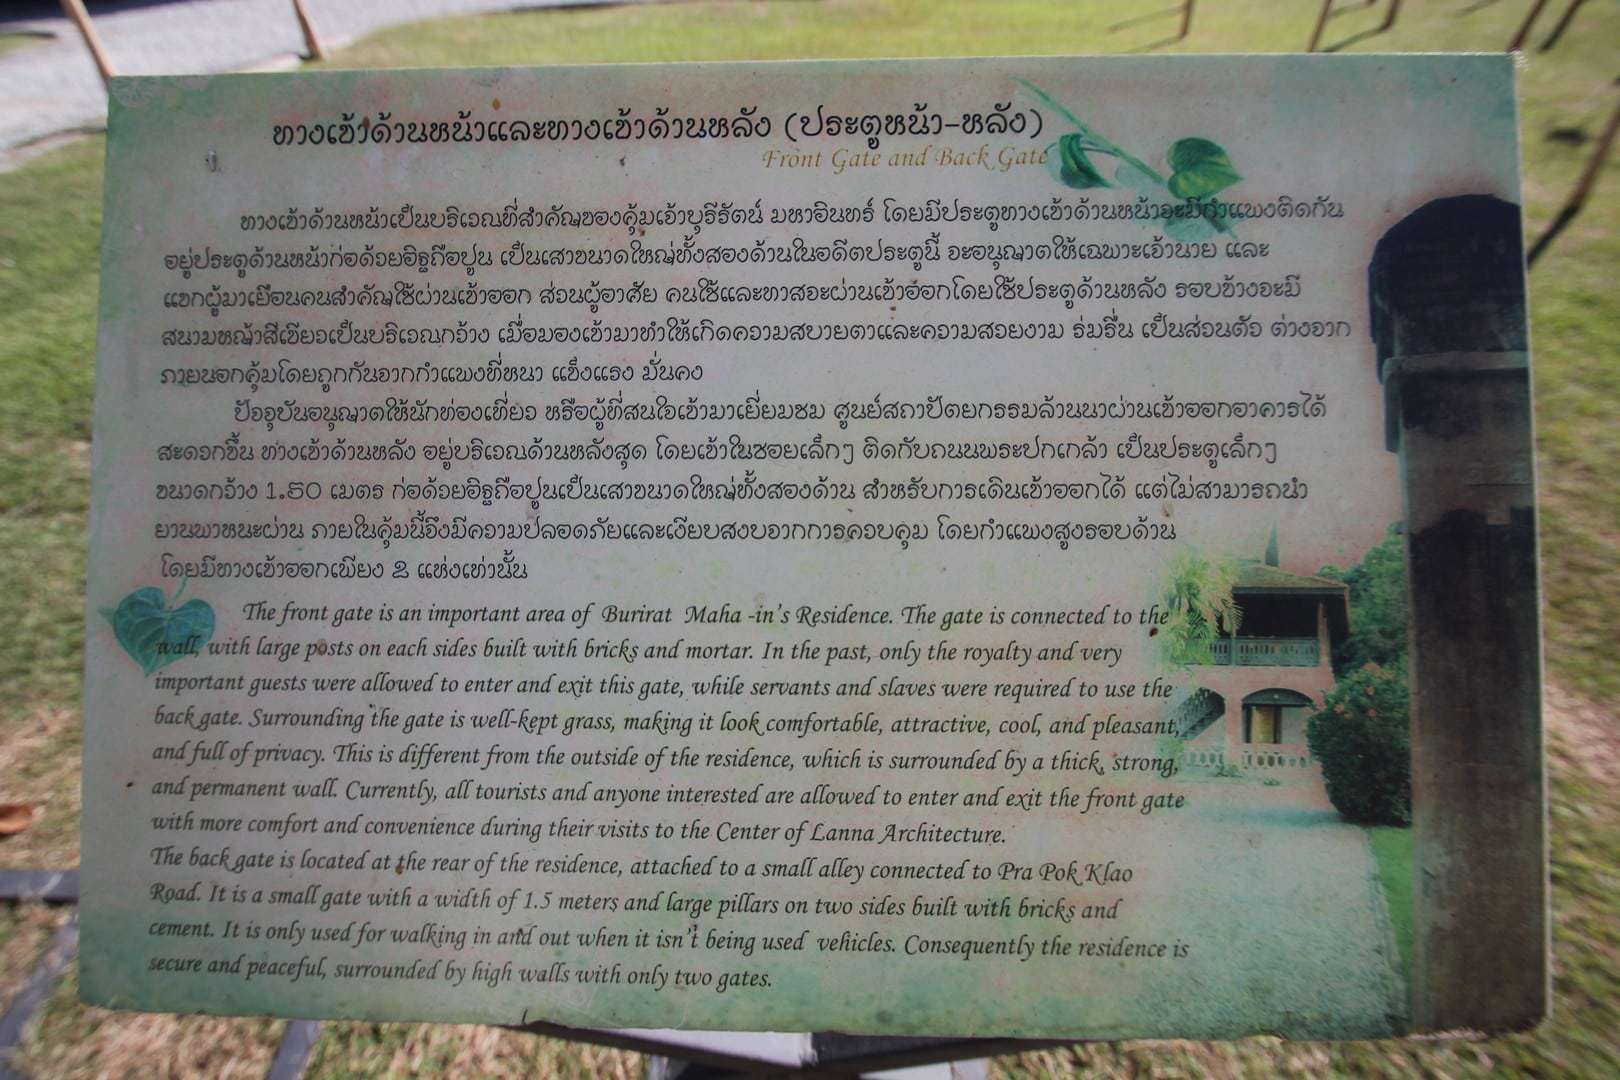 ทางเข้าด้านหน้าและทางเข้าด้านหลัง (ประตูหน้า-หลัง)
Front Gate and Back Gate
ทางเข้าด้านหน้าเป็นบริเวณที่สำคัญของคุ้มเจ้าบุรีรัตน์ มหาอินทร์ โดยมีประตูทางเข้าด้านหน้าจะมีกำแพงติดกัน
อยู่ประตูด้านหน้าก่อด้วยอิฐถือปูน เป็นเสาขนาดใหญ่ทั้งสองด้านในอดีตประตูนี้ จะอนุญาตให้เฉพาะเจ้านาย และ
แขกผู้มาเยือนคนสำคัญใช้ผ่านเข้าออก ส่วนผู้อาศัย คนใช้และทาสจะผ่านเข้าออกโดยใช้ประตูด้านหลัง รอบข้างจะมี
สนามหญ้าสีเขียวเป็นบริเวณกว้าง เมื่อมองเข้ามาทำให้เกิดความสบายตาและความสวยงาม ร่มรื่น เป็นส่วนตัว ต่างจาก
ภายนอกคุ้มโดยถูกกันจากกำแพงที่หนา แข็งแรง มั่นคง
ปัจจุบันอนุญาตให้นักท่องเที่ยว หรือผู้ที่สนใจเข้ามาเยี่ยมชม ศูนย์สถาปัตยกรรมล้านนาผ่านเข้าออกอาคารได้
สะดวกขึ้น ทางเข้าด้านหลัง อยู่บริเวณด้านหลังสุด โดยเข้าในซอยเล็กๆ ติดกับถนนพระปกเกล้า เป็นประตูเล็กๆ
ขนาดกว้าง 1.50 เมตร ก่อด้วยอิฐถือปูนเป็นเสาขนาดใหญ่ทั้งสองด้าน สำหรับการเดินเข้าออกได้ แต่ไม่สามารถนำ
ยานพาหนะผ่าน ภายในคุ้มนี้จึงมีความปลอดภัยและเงียบสงบจากการควบคุม โดยกำแพงสูงรอบด้าน
โดยมีทางเข้าออกเพียง 2 แห่งเท่านั้น
The front gate is an important area of Burirat Maha -in's Residence. The gate is connected to the
wall, with large posts on each sides built with bricks and mortar. In the past, only the royalty and very
important guests were allowed to enter and exit this gate, while servants and slaves were required to use the
back gate. Surrounding the gate is well-kept grass, making it look comfortable, attractive, cool, and pleasant,
and full of privacy. This is different from the outside of the residence, which is surrounded by a thick, strong,
and permanent wall. Currently, all tourists and anyone interested are allowed to enter and exit the front gate
with more comfort and convenience during their visits to the Center of Lanna Architecture.
The back gate is located at the rear of the residence, attached to a small alley connected to Pra Pok Klao
Road. It is a small gate with a width of 1.5 meters and large pillars on two sides built with bricks and
cement. It is only used for walking in and out when it isn't being used vehicles. Consequently the residence is
secure and peaceful, surrounded by high walls with only two gates.